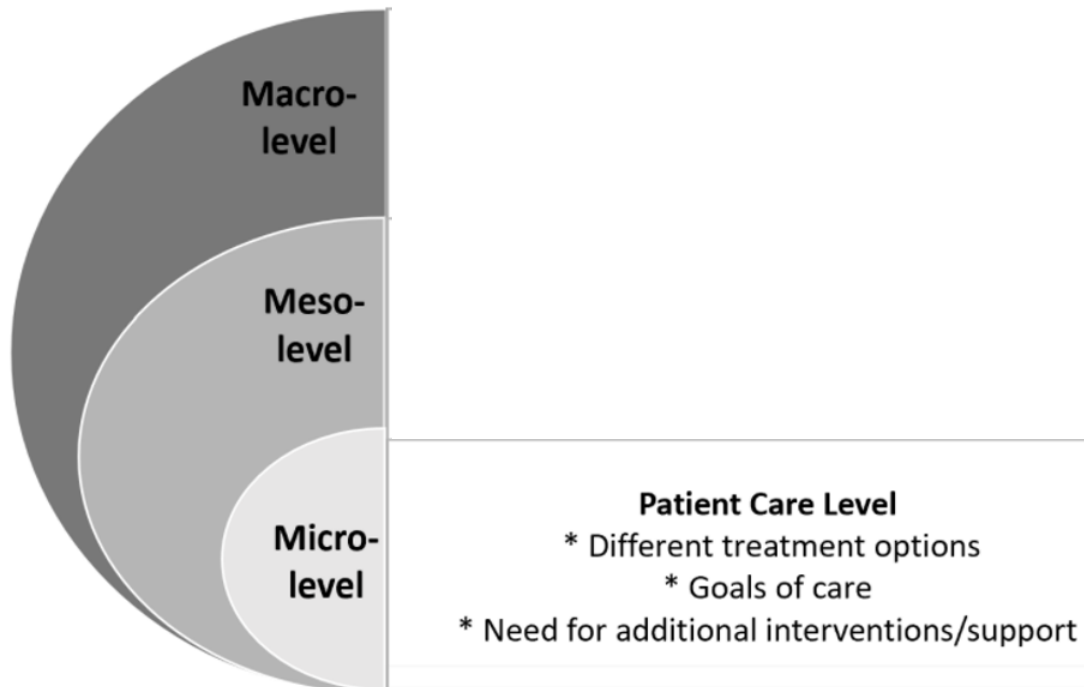 Macro-
level
Meso-
level
Micro-
level
Patient Care Level
* Different treatment options
* Goals of care
* Need for additional interventions/support